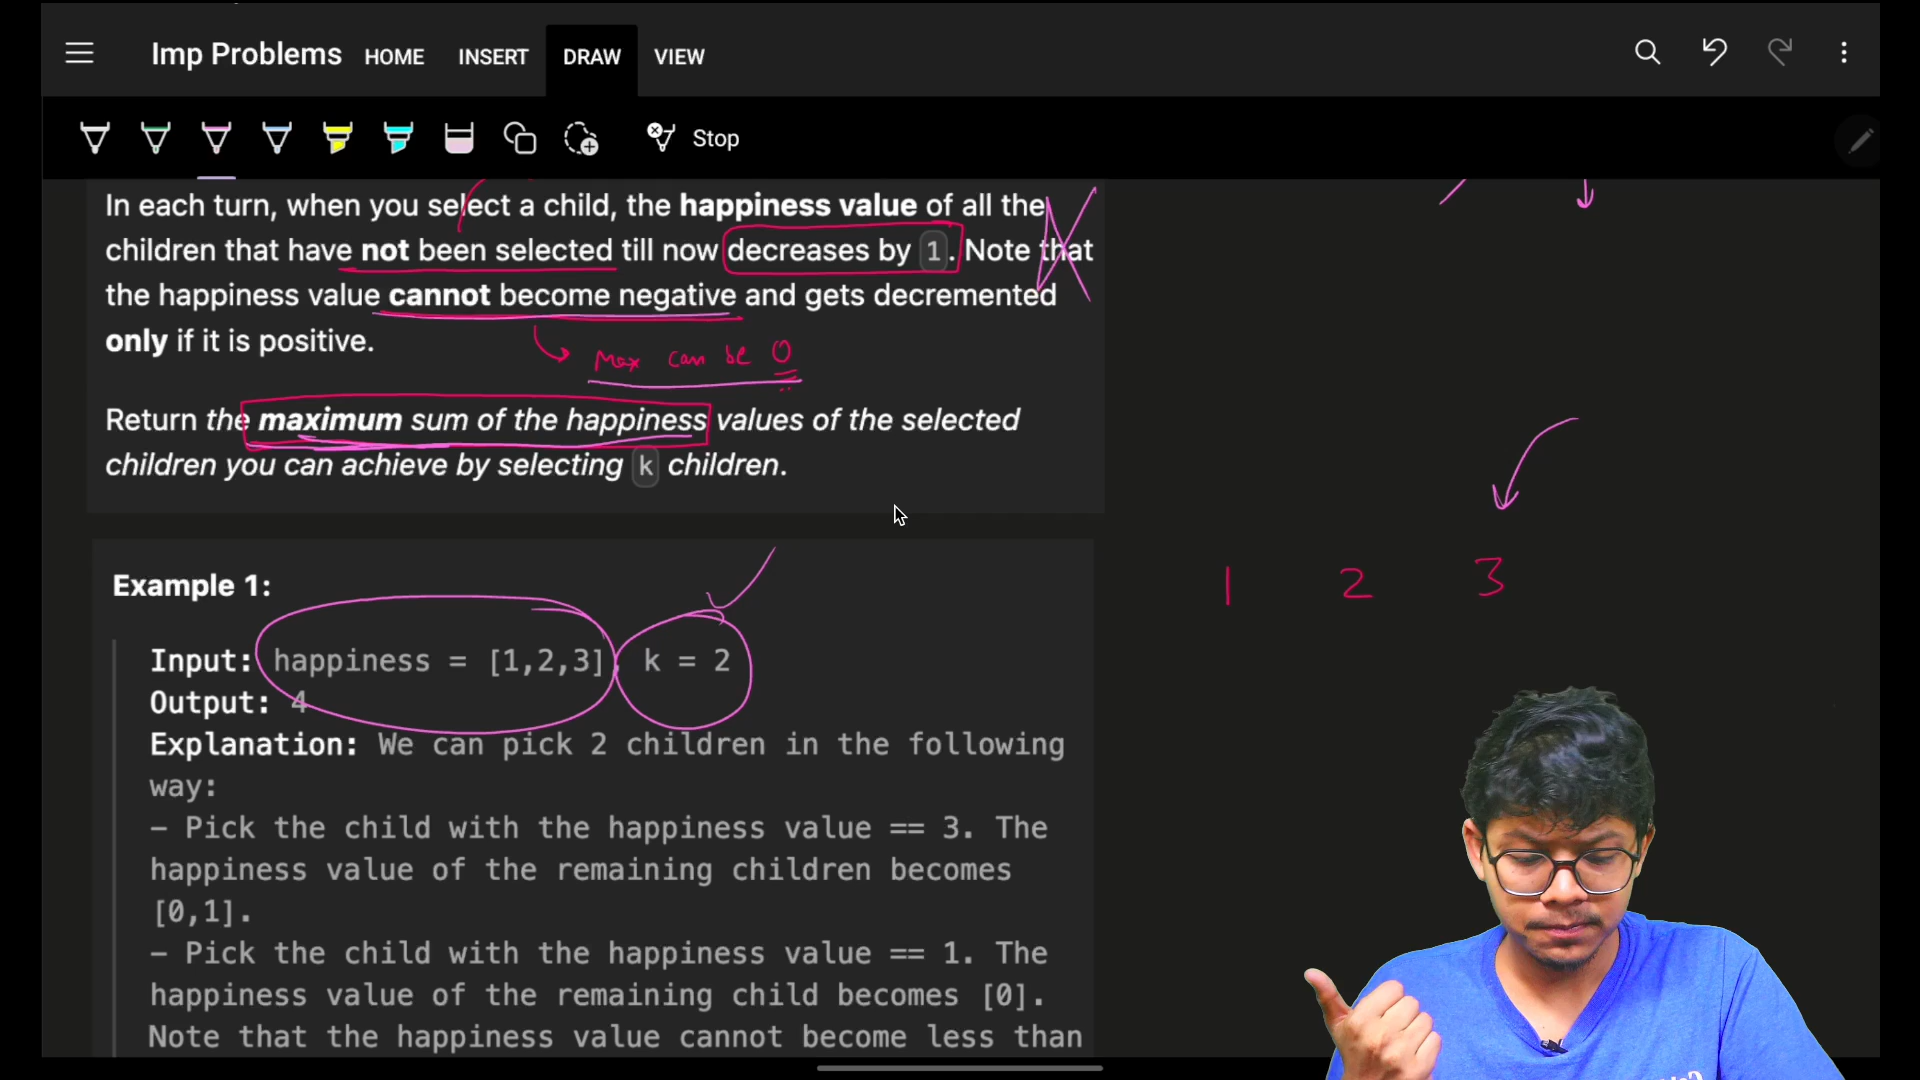 Imp Problems HOME INSERT DRAW VIEW
Stop
In each turn, when you select a child, the happiness value of all the
children that have not been selected till now decreases by 1. Note that
the happiness value cannot become negative and gets decremented
only if it is positive.
Max can be 0
Return the maximum sum of the happiness values of the selected
children you can achieve by selecting k children.
Example 1:
1 2 3
Input: happiness = [1,2,3] k = 2
Output: 4
Explanation: We can pick 2 children in the following
way:
– Pick the child with the happiness value == 3. The
happiness value of the remaining children becomes
[0,1].
– Pick the child with the happiness value == 1. The
happiness value of the remaining child becomes [0].
Note that the happiness value cannot become less than